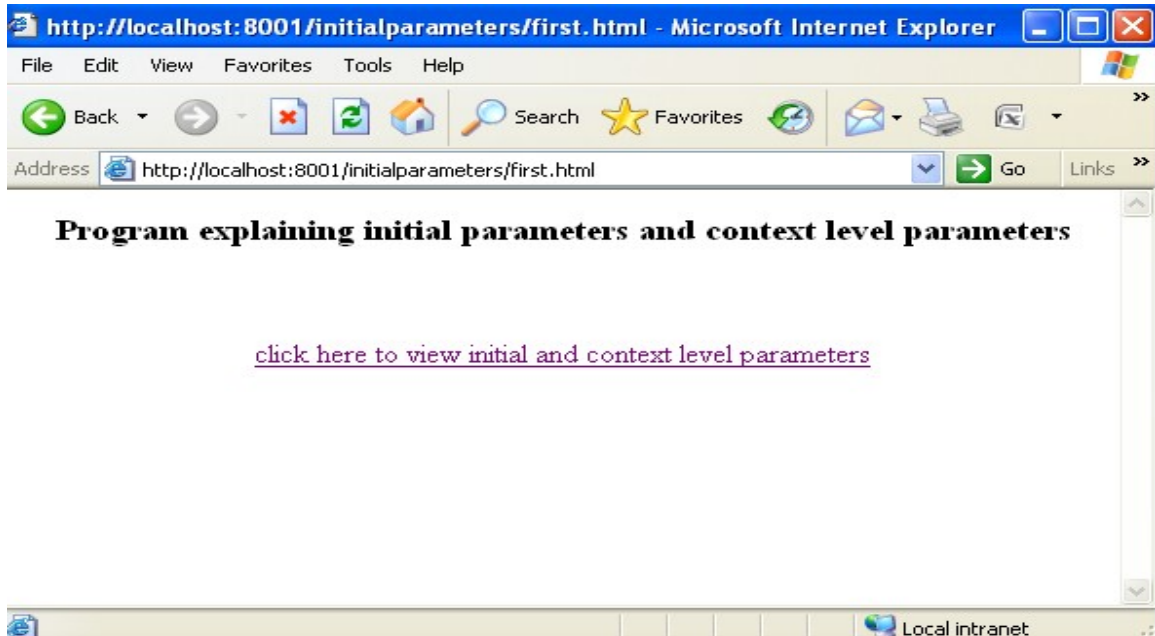 http://localhost:8001/initialparameters/first.html - Microsoft Internet Explorer
File Edit View Favorites Tools Help
Back Search Favorites »
Address http://localhost:8001/initialparameters/first.html Go Links »
Program explaining initial parameters and context level parameters
click here to view initial and context level parameters
Local intranet